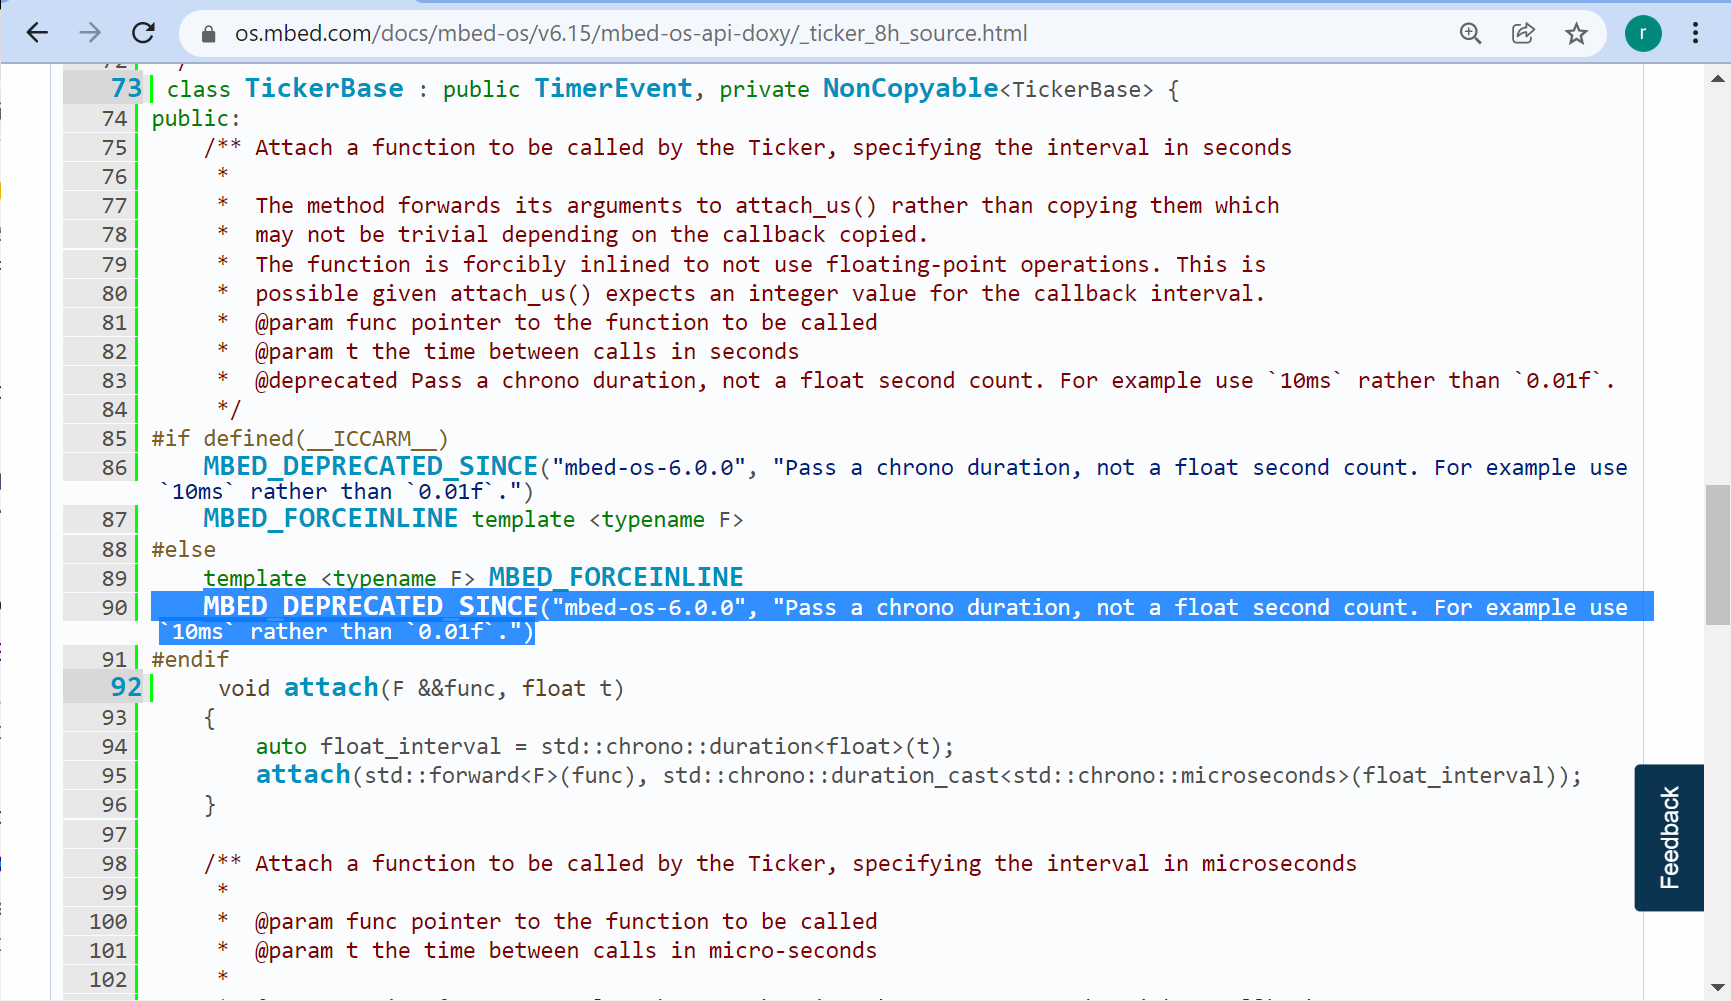 os.mbed.com/docs/mbed-os/v6.15/mbed-os-api-doxy/_ticker_8h_source.html
r
72 */
73 class TickerBase : public TimerEvent, private NonCopyable<TickerBase> {
74 public:
75 /** Attach a function to be called by the Ticker, specifying the interval in seconds
76 *
77 * The method forwards its arguments to attach_us() rather than copying them which
78 * may not be trivial depending on the callback copied.
79 * The function is forcibly inlined to not use floating-point operations. This is
80 * possible given attach_us() expects an integer value for the callback interval.
81 * @param func pointer to the function to be called
82 * @param t the time between calls in seconds
83 * @deprecated Pass a chrono duration, not a float second count. For example use `10ms` rather than `0.01f`.
84 */
85 #if defined(__ICCARM__)
86 MBED_DEPRECATED_SINCE("mbed-os-6.0.0", "Pass a chrono duration, not a float second count. For example use
`10ms` rather than `0.01f`.")
87 MBED_FORCEINLINE template <typename F>
88 #else
89 template <typename F> MBED_FORCEINLINE
90 MBED_DEPRECATED_SINCE("mbed-os-6.0.0", "Pass a chrono duration, not a float second count. For example use
`10ms` rather than `0.01f`.")
91 #endif
92 void attach(F &&func, float t)
93 {
94 auto float_interval = std::chrono::duration<float>(t);
95 attach(std::forward<F>(func), std::chrono::duration_cast<std::chrono::microseconds>(float_interval));
96 }
97
98 /** Attach a function to be called by the Ticker, specifying the interval in microseconds
99 *
100 * @param func pointer to the function to be called
101 * @param t the time between calls in micro-seconds
102 *
Feedback